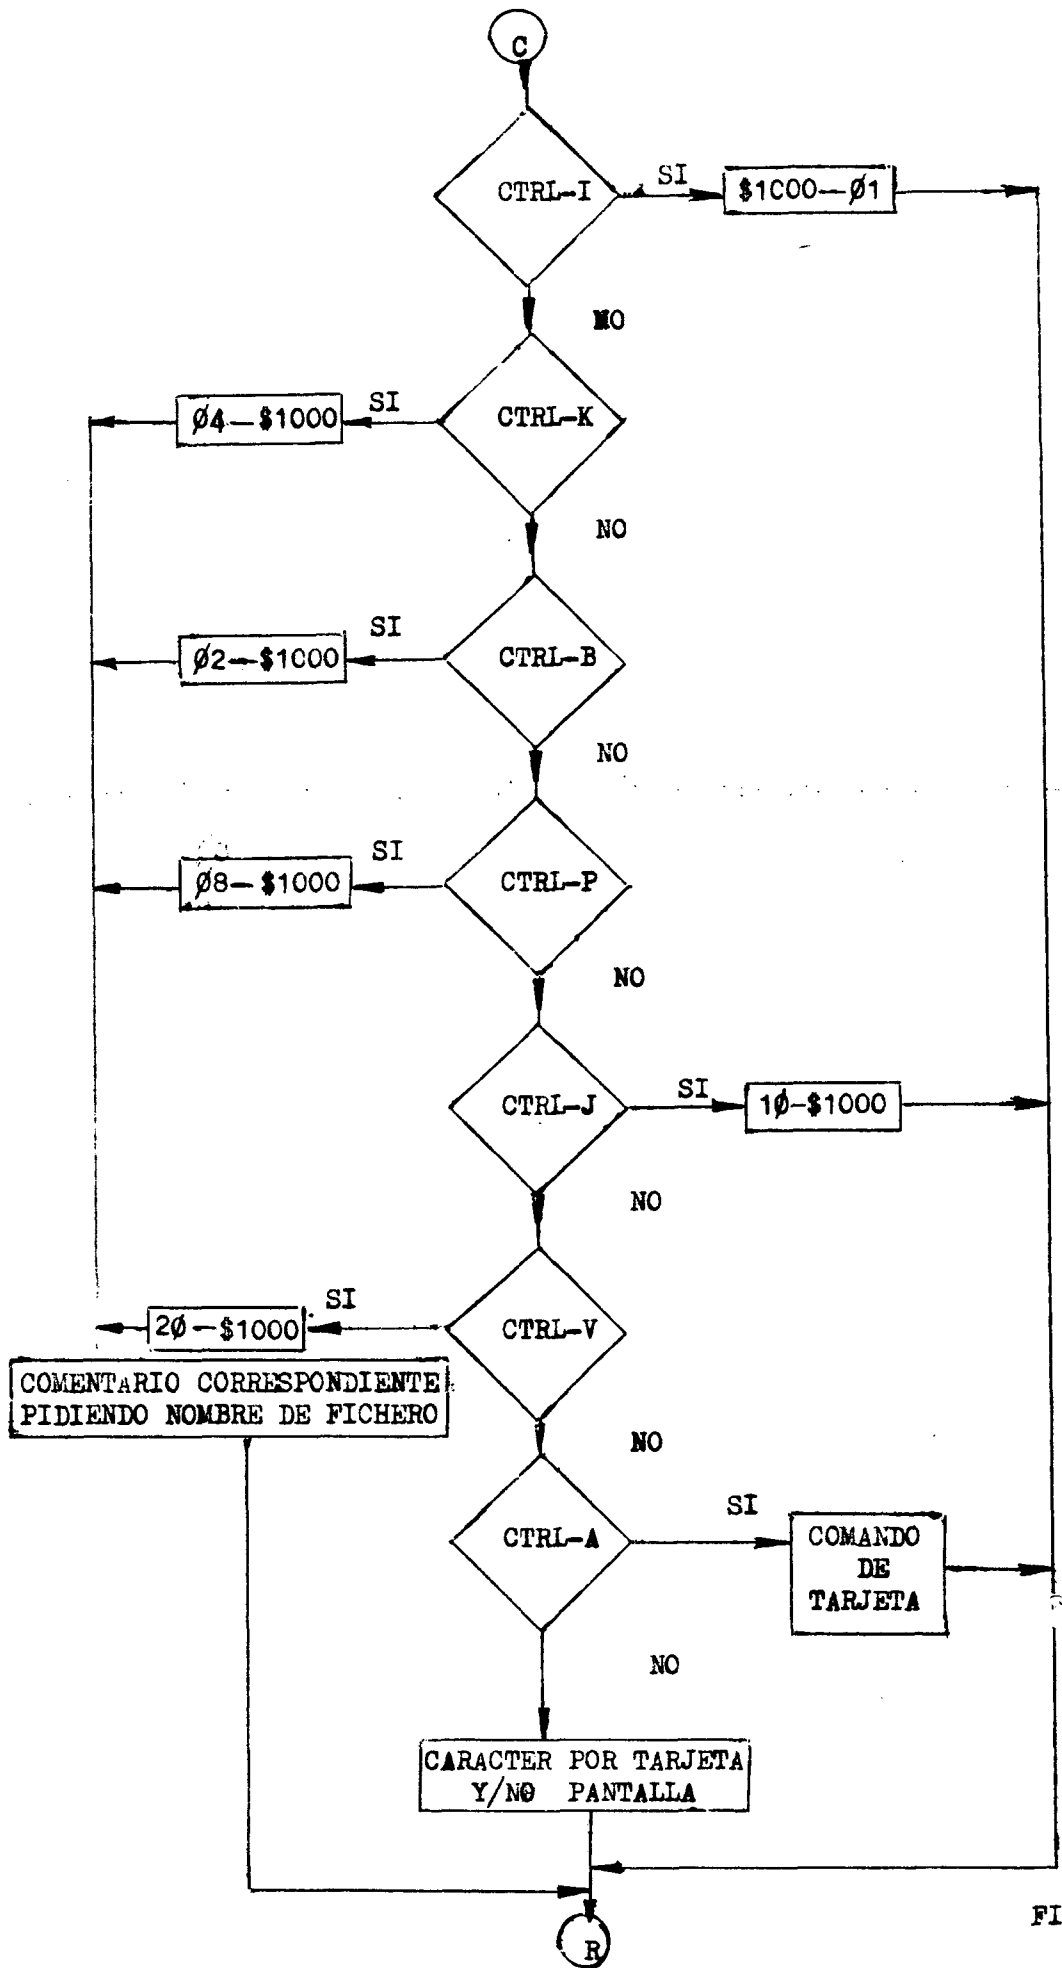 C
CTRL-I
SI
$1000—Ø1
NO
CTRL-K
SI
Ø4—$1000
NO
CTRL-B
SI
Ø2—$1000
NO
CTRL-P
SI
Ø8—$1000
NO
CTRL-J
SI
1Ø-$1000
NO
CTRL-V
SI
2Ø—$1000
COMENTARIO CORRESPONDIENTE
PIDIENDO NOMBRE DE FICHERO
NO
CTRL-A
SI
COMANDO
DE
TARJETA
NO
CARACTER POR TARJETA
Y/NO PANTALLA
R
FI